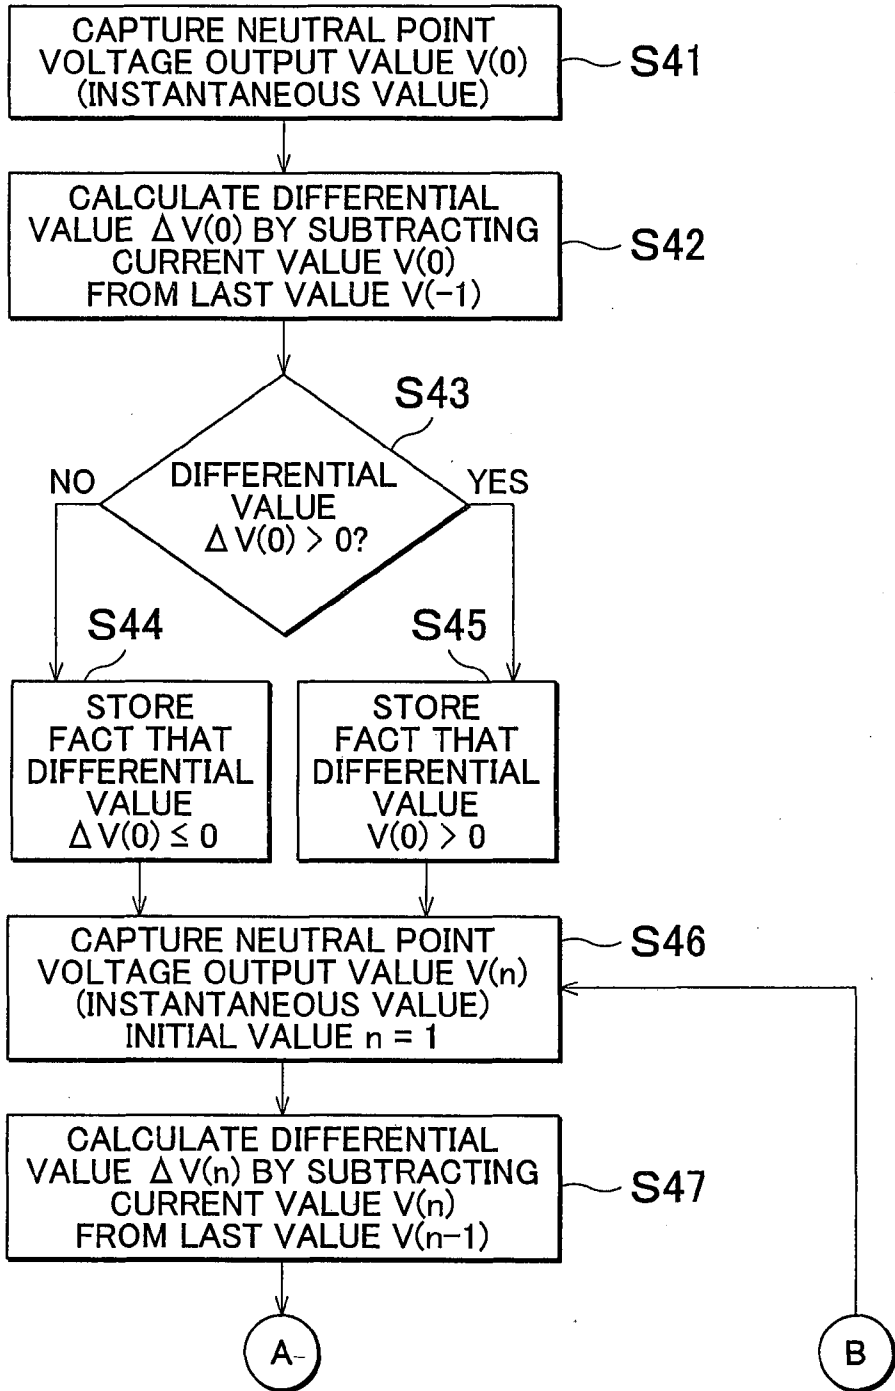 CAPTURE NEUTRAL POINT
VOLTAGE OUTPUT VALUE V(0)
(INSTANTANEOUS VALUE)
S41
CALCULATE DIFFERENTIAL
VALUE ΔV(0) BY SUBTRACTING
CURRENT VALUE V(0)
FROM LAST VALUE V(-1)
S42
S43
DIFFERENTIAL
VALUE
ΔV(0) > 0?
NO
YES
S44
STORE
FACT THAT
DIFFERENTIAL
VALUE
ΔV(0) ≤ 0
S45
STORE
FACT THAT
DIFFERENTIAL
VALUE
V(0) > 0
CAPTURE NEUTRAL POINT
VOLTAGE OUTPUT VALUE V(n)
(INSTANTANEOUS VALUE)
INITIAL VALUE n = 1
S46
CALCULATE DIFFERENTIAL
VALUE ΔV(n) BY SUBTRACTING
CURRENT VALUE V(n)
FROM LAST VALUE V(n-1)
S47
A
B